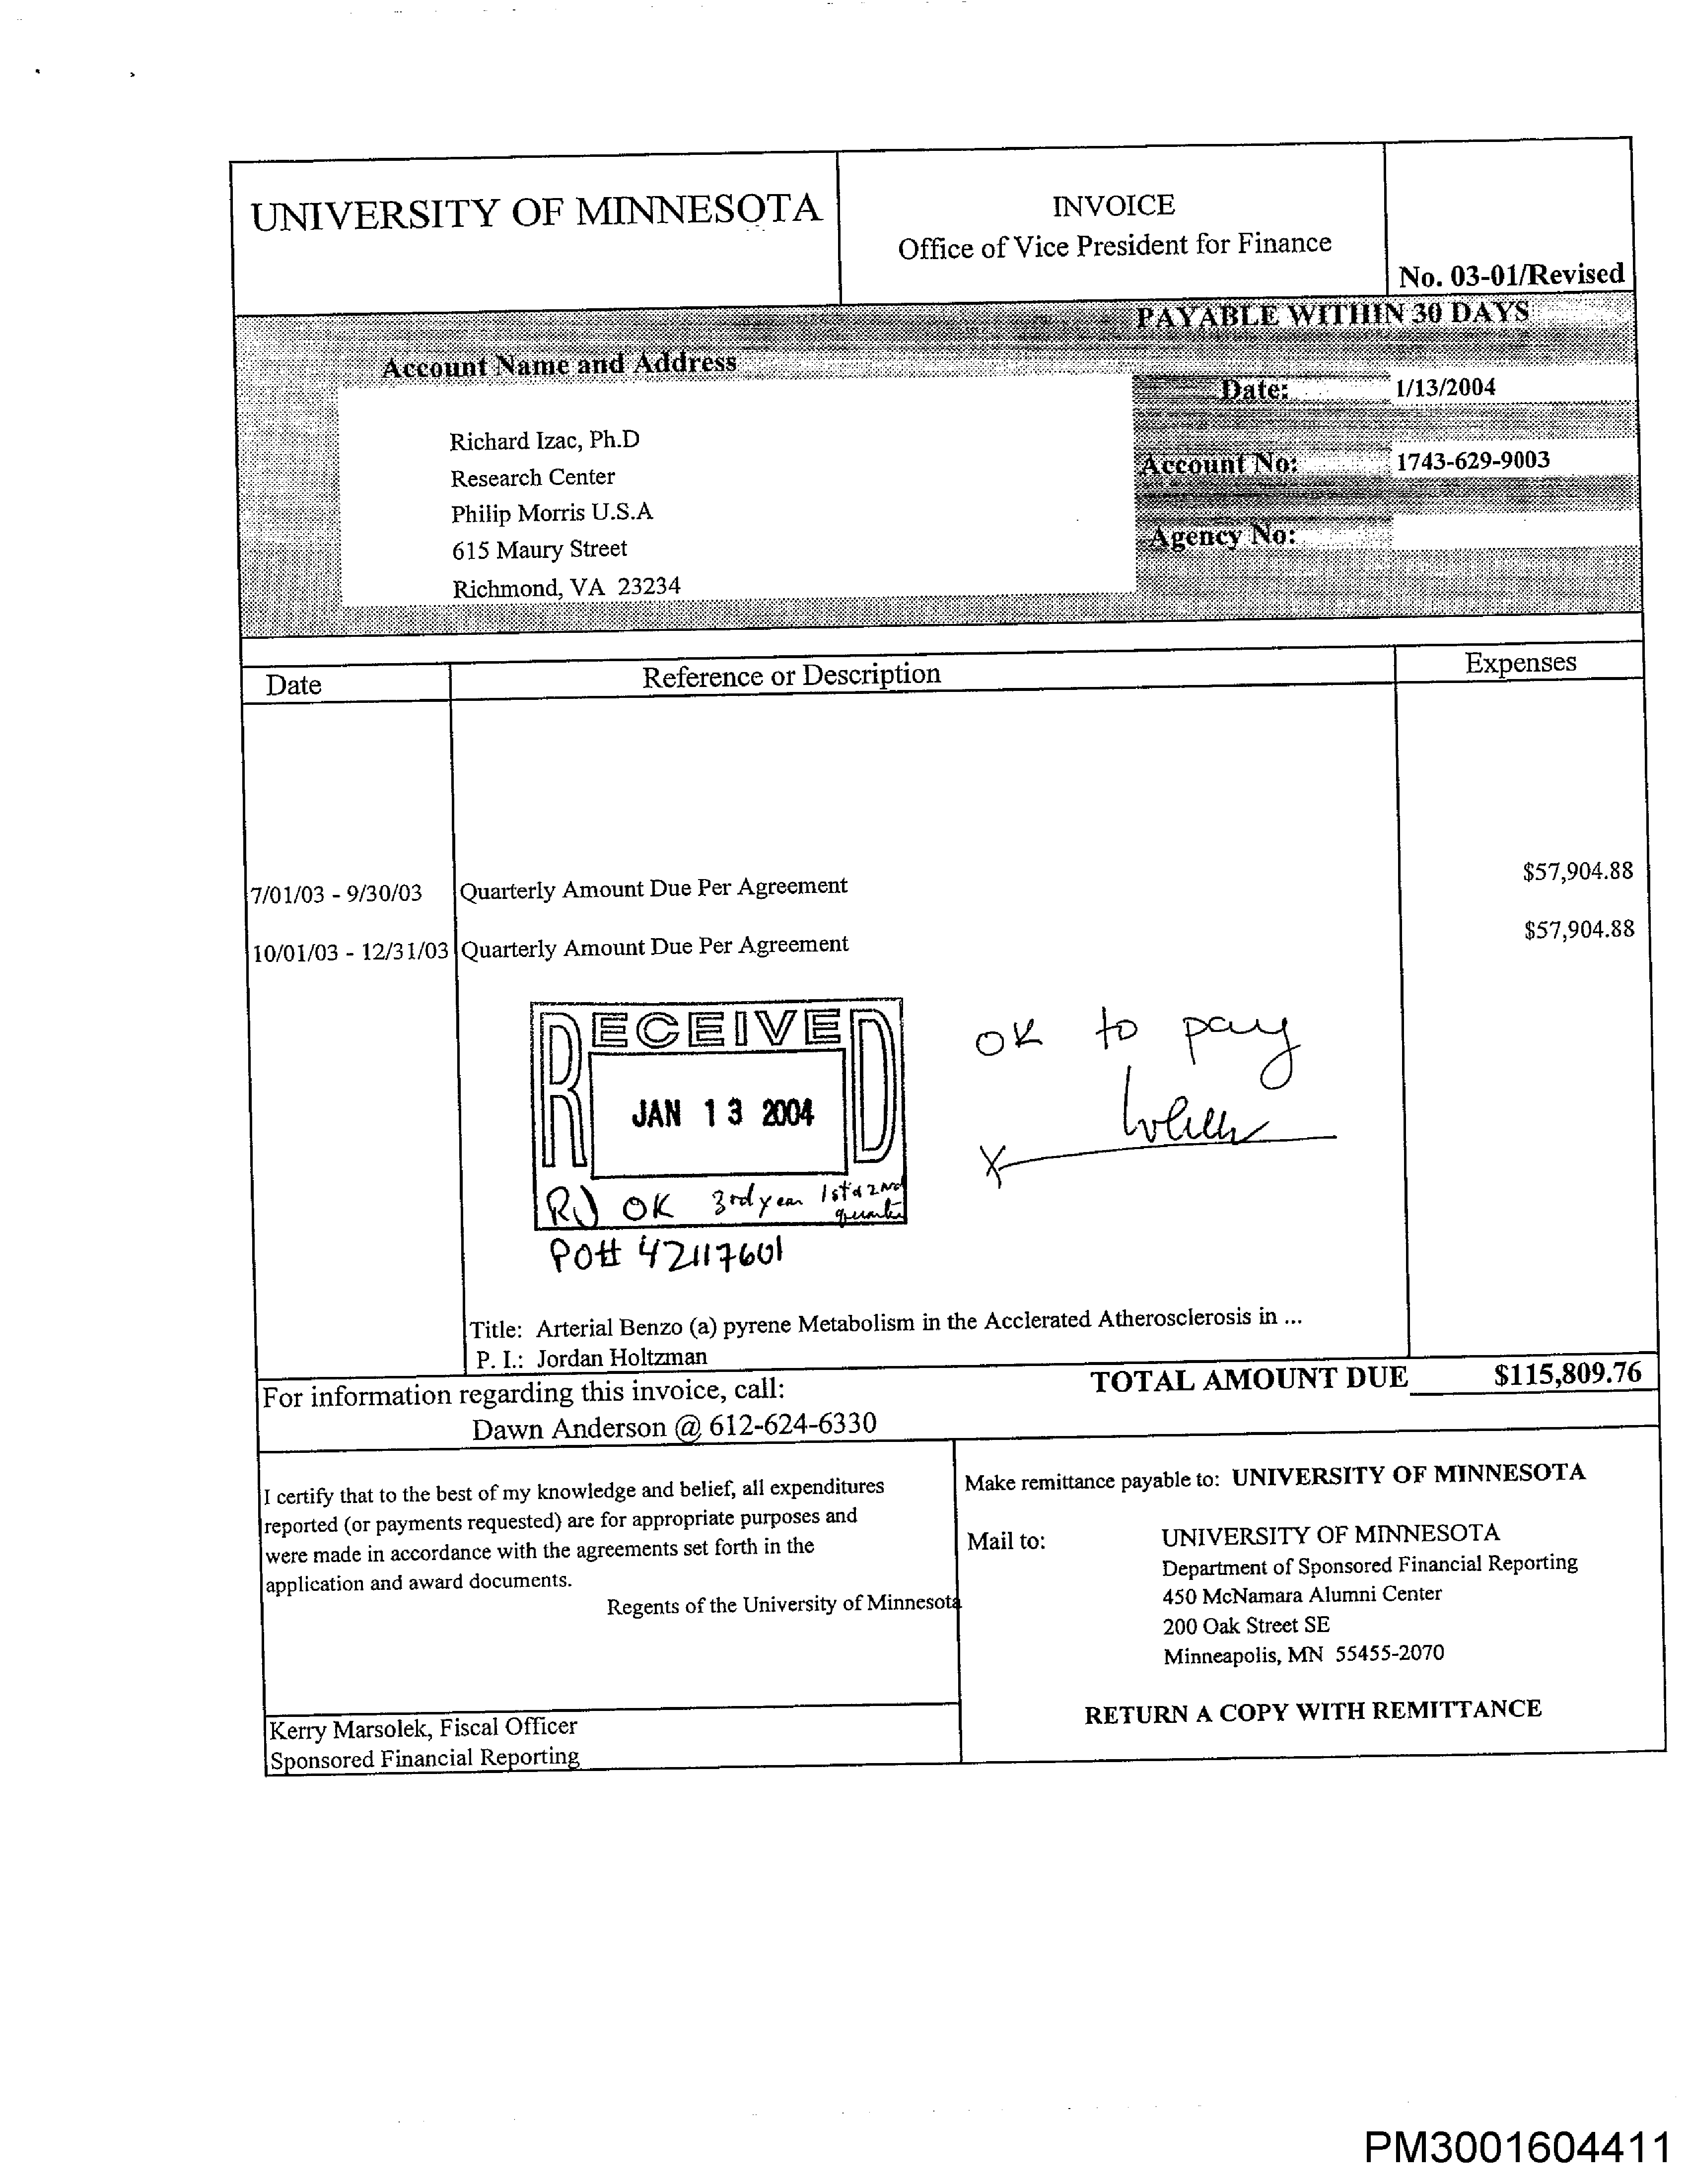 UNIVERSITY OF MINNESOTA
INVOICE
Office of Vice President for Finance
No. 03-01/Revised
PAYABLE WITHIN 30 DAYS
Account Name and Address
Date: 1/13/2004
Richard Izac, Ph.D
Research Center
Philip Morris U.S.A
615 Maury Street
Richmond, VA 23234
Account No: 1743-629-9003
Agency No:
Date Reference or Description Expenses
7/01/03 - 9/30/03 Quarterly Amount Due Per Agreement $57,904.88
10/01/03 - 12/31/03 Quarterly Amount Due Per Agreement $57,904.88
RECEIVED
JAN 13 2004
RJ OK 3rd year 1st & 2nd quarter
PO# 42117601
OK to pay
X
Title: Arterial Benzo (a) pyrene Metabolism in the Acclerated Atherosclerosis in ...
P. I.: Jordan Holtzman
TOTAL AMOUNT DUE $115,809.76
For information regarding this invoice, call:
Dawn Anderson @ 612-624-6330
I certify that to the best of my knowledge and belief, all expenditures
reported (or payments requested) are for appropriate purposes and
were made in accordance with the agreements set forth in the
application and award documents.
Regents of the University of Minnesota
Kerry Marsolek, Fiscal Officer
Sponsored Financial Reporting
Make remittance payable to: UNIVERSITY OF MINNESOTA
Mail to: UNIVERSITY OF MINNESOTA
Department of Sponsored Financial Reporting
450 McNamara Alumni Center
200 Oak Street SE
Minneapolis, MN 55455-2070
RETURN A COPY WITH REMITTANCE
PM3001604411